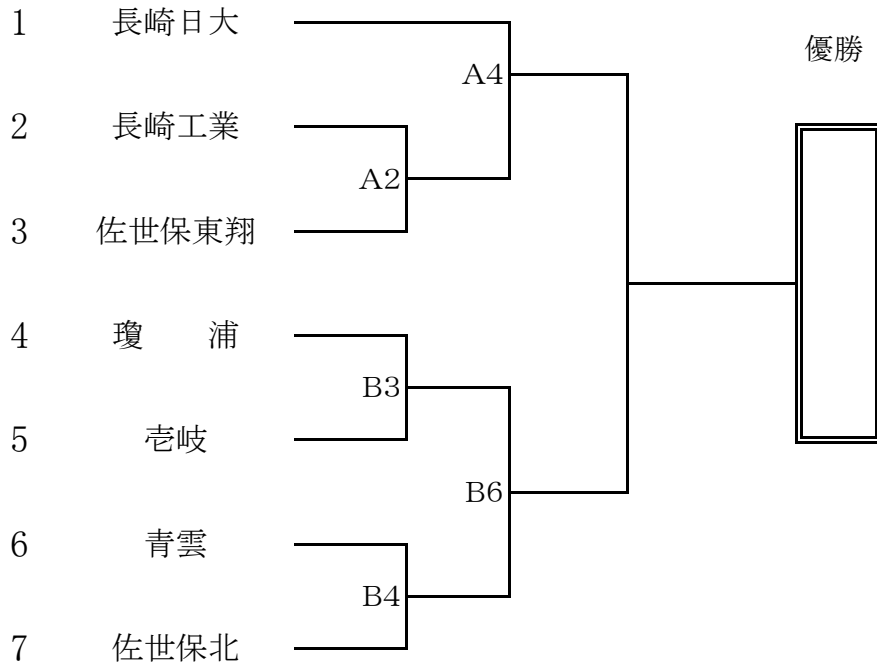 1 長崎日大
優勝
A4
2 長崎工業
A2
3 佐世保東翔
4 瓊　浦
B3
5 壱岐
B6
6 青雲
B4
7 佐世保北